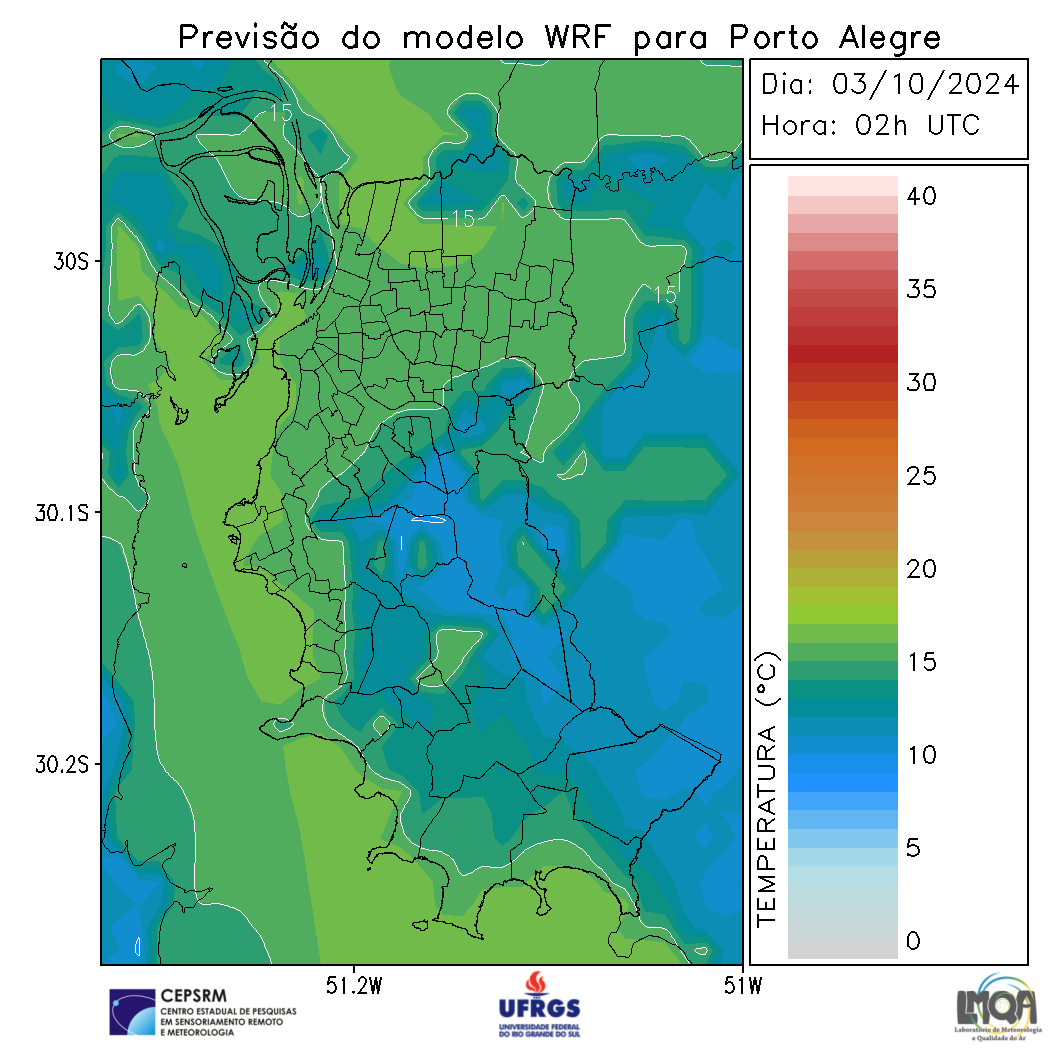 Previsão do modelo WRF para Porto Alegre
Dia: 03/10/2024
Hora: 02h UTC
15
15
15
30S
30.1S
30.2S
51.2W
51W
40
35
30
25
20
15
10
5
0
TEMPERATURA (°C)
CEPSRM
CENTRO ESTADUAL DE PESQUISAS
EM SENSORIAMENTO REMOTO
E METEOROLOGIA
UFRGS
UNIVERSIDADE FEDERAL
DO RIO GRANDE DO SUL
LMQA
Laboratório de Meteorologia
e Qualidade do Ar